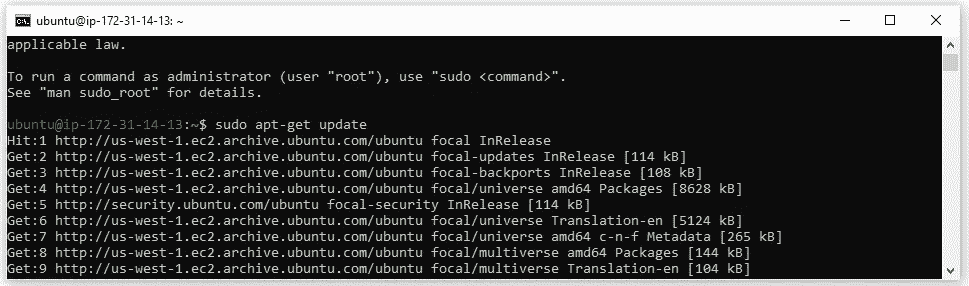 ubuntu@ip-172-31-14-13: ~
applicable law.
To run a command as administrator (user "root"), use "sudo <command>".
See "man sudo_root" for details.
ubuntu@ip-172-31-14-13:~$ sudo apt-get update
Hit:1 http://us-west-1.ec2.archive.ubuntu.com/ubuntu focal InRelease
Get:2 http://us-west-1.ec2.archive.ubuntu.com/ubuntu focal-updates InRelease [114 kB]
Get:3 http://us-west-1.ec2.archive.ubuntu.com/ubuntu focal-backports InRelease [108 kB]
Get:4 http://us-west-1.ec2.archive.ubuntu.com/ubuntu focal/universe amd64 Packages [8628 kB]
Get:5 http://security.ubuntu.com/ubuntu focal-security InRelease [114 kB]
Get:6 http://us-west-1.ec2.archive.ubuntu.com/ubuntu focal/universe Translation-en [5124 kB]
Get:7 http://us-west-1.ec2.archive.ubuntu.com/ubuntu focal/universe amd64 c-n-f Metadata [265 kB]
Get:8 http://us-west-1.ec2.archive.ubuntu.com/ubuntu focal/multiverse amd64 Packages [144 kB]
Get:9 http://us-west-1.ec2.archive.ubuntu.com/ubuntu focal/multiverse Translation-en [104 kB]